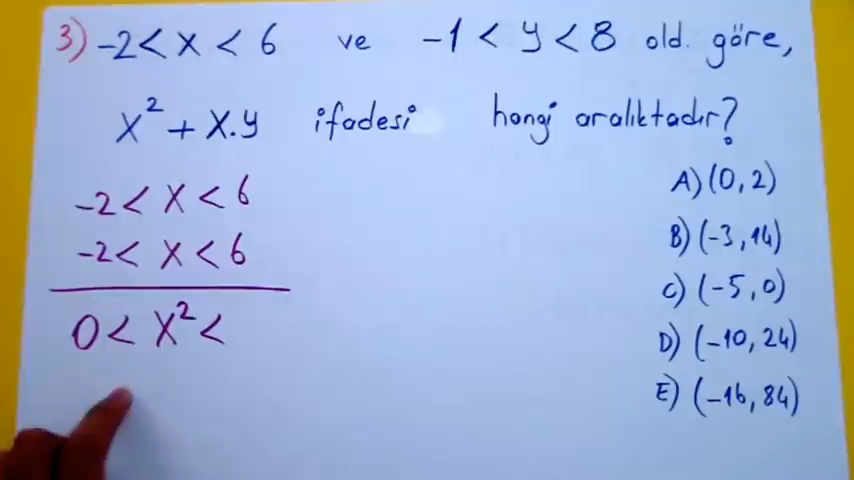 3) -2 < x < 6 ve -1 < y < 8 old. göre,
x² + x.y ifadesi hangi aralıktadır?
-2 < x < 6
-2 < x < 6
0 < x² <
A) (0, 2)
B) (-3, 14)
C) (-5, 0)
D) (-10, 24)
E) (-16, 84)